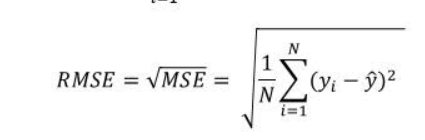 RMSE = √MSE = √(1/N ∑_{i=1}^{N} (y_i − ŷ)²)